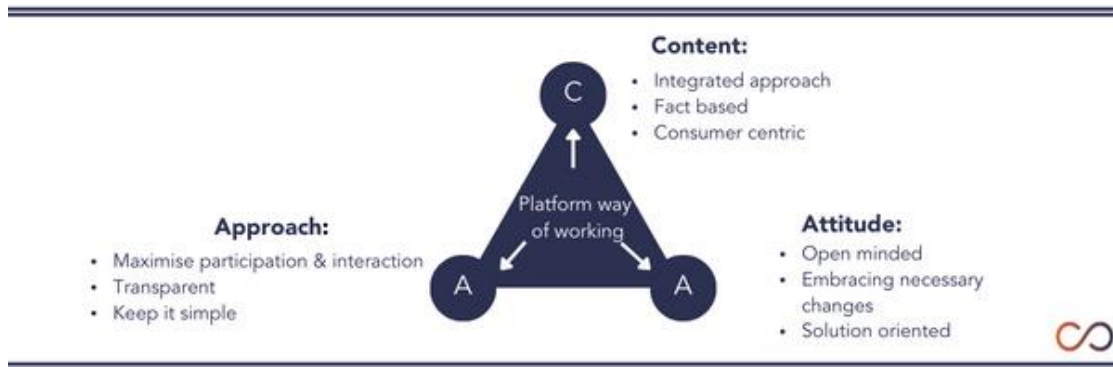 Content:
• Integrated approach
• Fact based
• Consumer centric
C
Platform way
of working
Approach:
• Maximise participation & interaction
• Transparent
• Keep it simple
A
A
Attitude:
• Open minded
• Embracing necessary
changes
• Solution oriented